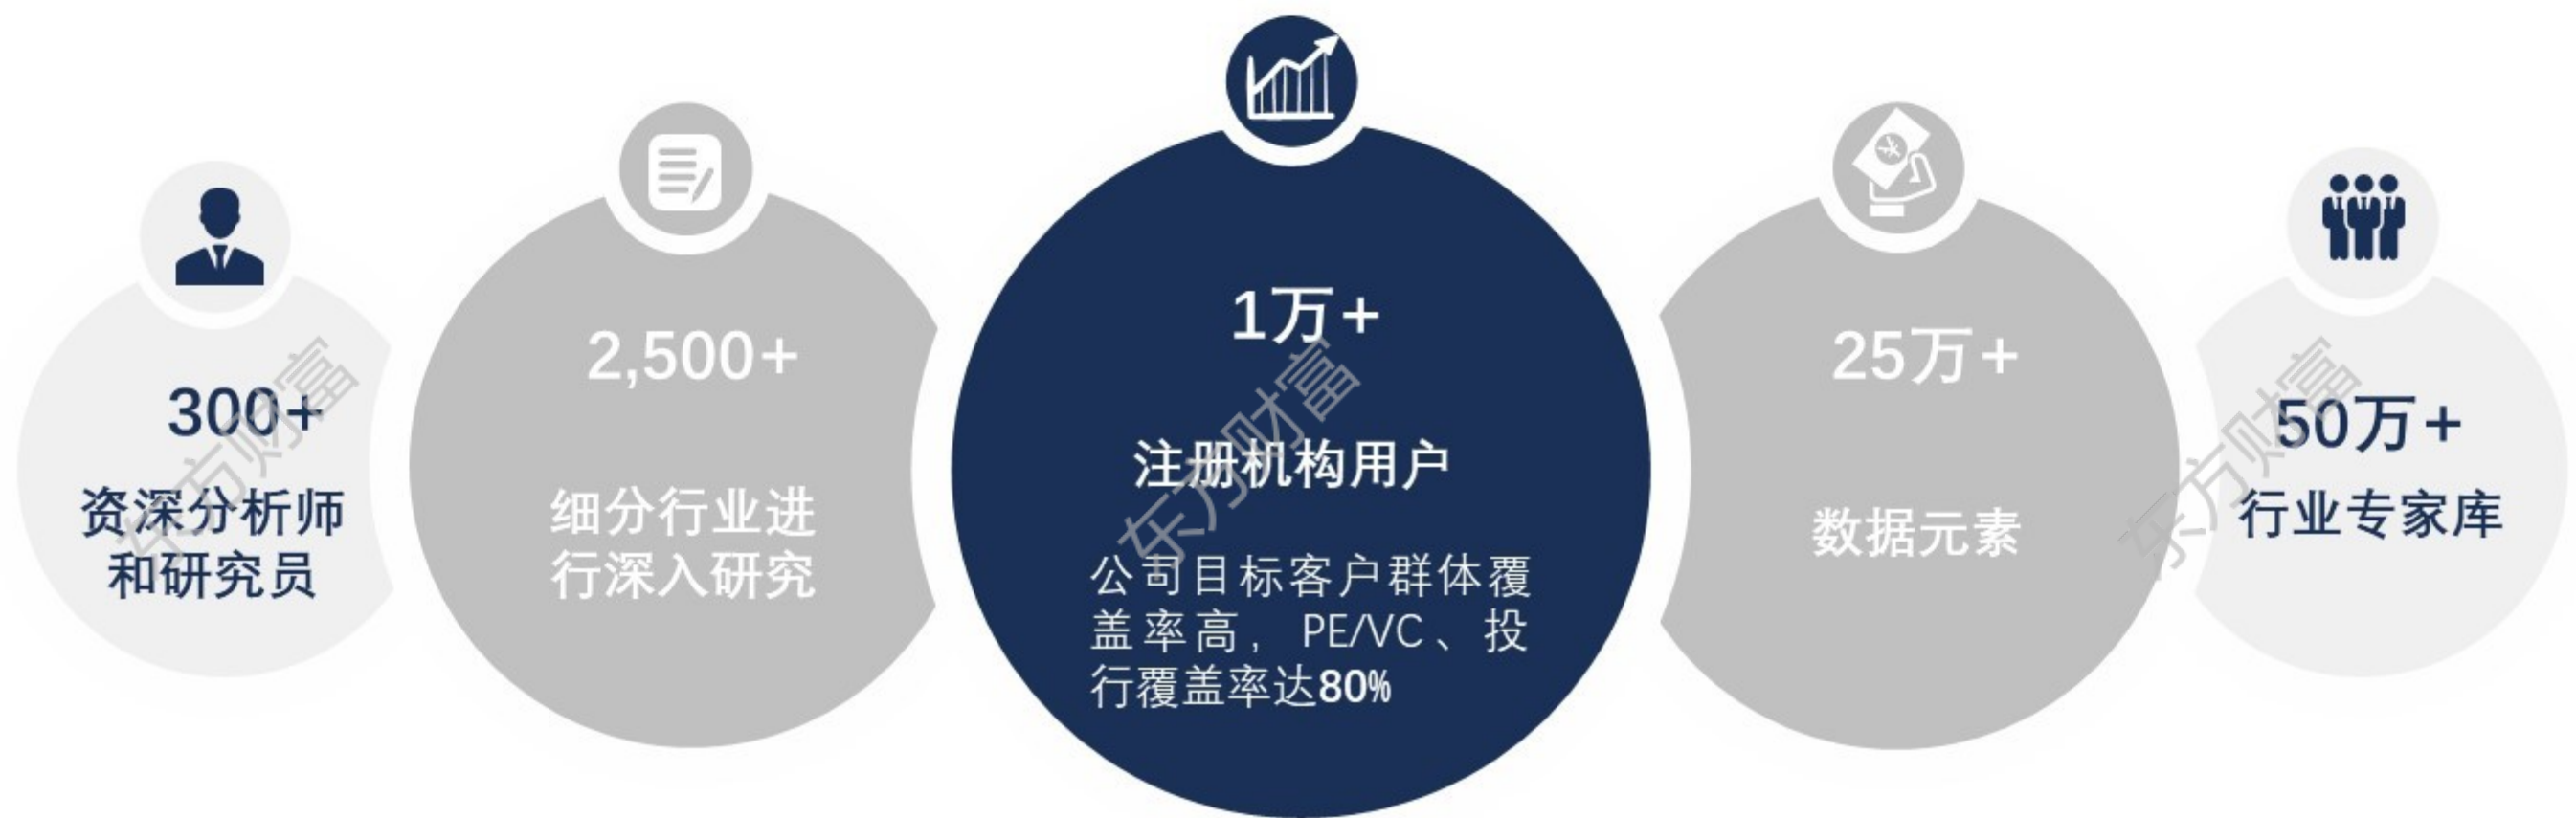 300+
资深分析师
和研究员
2,500+
细分行业进
行深入研究
1万+
注册机构用户
公司目标客户群体覆
盖率高，PE/VC、投
行覆盖率达80%
25万+
数据元素
50万+
行业专家库
东方财富
东方财富
东方财富